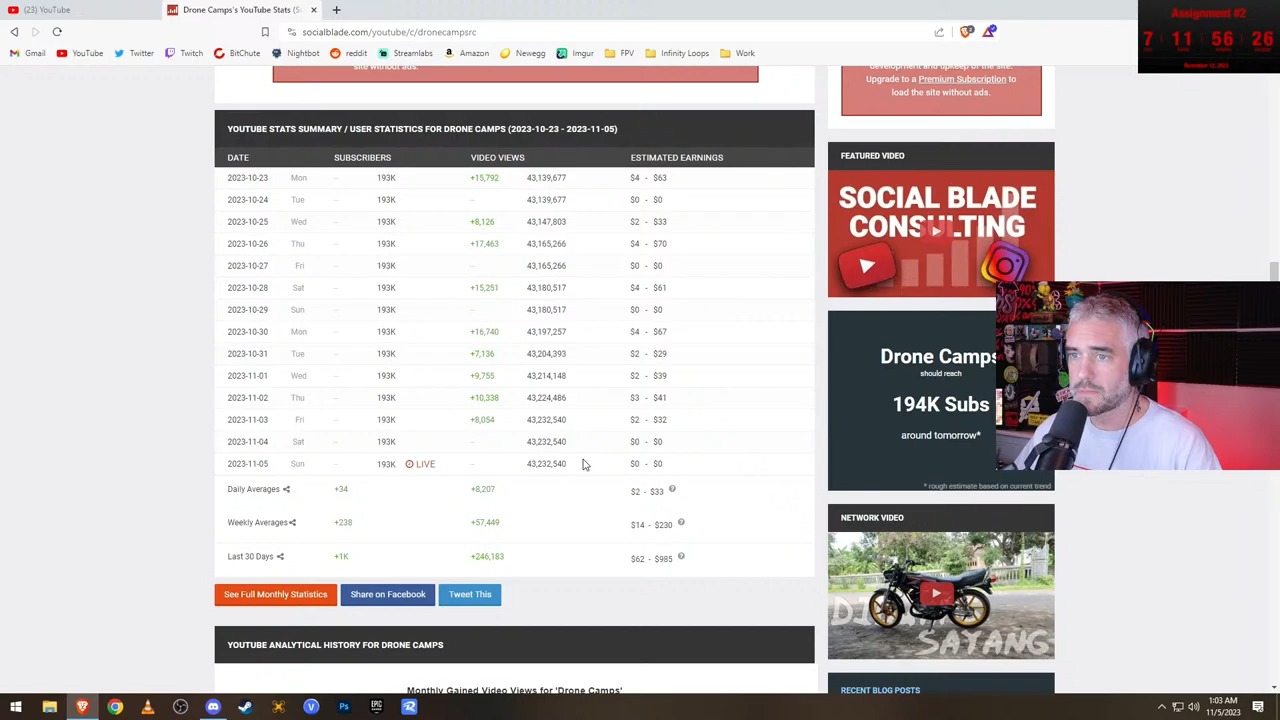 (23) YouTube
Drone Camps's YouTube Stats (S
socialblade.com/youtube/c/dronecampsrc
Gmail YouTube Twitter Twitch Bitch Nightbot reddit Streamlabs Amazon Newegg Imgur FPV Infinity Loops Work
Assignment #2
7 11 56 26
November 12, 2023
site without ads.
development and upkeep of the site.
Upgrade to a Premium Subscription to
load the site without ads.
YOUTUBE STATS SUMMARY / USER STATISTICS FOR DRONE CAMPS (2023-10-23 - 2023-11-05)
DATE SUBSCRIBERS VIDEO VIEWS ESTIMATED EARNINGS
2023-10-23 Mon -- 193K +15,792 43,139,677 $4 - $63
2023-10-24 Tue -- 193K -- 43,139,677 $0 - $0
2023-10-25 Wed -- 193K +8,126 43,147,803 $2 - $33
2023-10-26 Thu -- 193K +17,463 43,165,266 $4 - $70
2023-10-27 Fri -- 193K -- 43,165,266 $0 - $0
2023-10-28 Sat -- 193K +15,251 43,180,517 $4 - $61
2023-10-29 Sun -- 193K -- 43,180,517 $0 - $0
2023-10-30 Mon -- 193K +16,740 43,197,257 $4 - $67
2023-10-31 Tue -- 193K +7,136 43,204,393 $2 - $29
2023-11-01 Wed -- 193K +9,755 43,214,148 $2 - $39
2023-11-02 Thu -- 193K +10,338 43,224,486 $3 - $41
2023-11-03 Fri -- 193K +8,054 43,232,540 $2 - $32
2023-11-04 Sat -- 193K -- 43,232,540 $0 - $0
2023-11-05 Sun -- 193K LIVE -- 43,232,540 $0 - $0
Daily Averages +34 +8,207 $2 - $33
Weekly Averages +238 +57,449 $14 - $230
Last 30 Days +1K +246,183 $62 - $985
See Full Monthly Statistics Share on Facebook Tweet This
YOUTUBE ANALYTICAL HISTORY FOR DRONE CAMPS
Monthly Gained Video Views for 'Drone Camps'
FEATURED VIDEO
SOCIAL BLADE
CONSULTING
Drone Camps
should reach
194K Subs
around tomorrow*
* rough estimate based on current trend
NETWORK VIDEO
SAYANG
RECENT BLOG POSTS
1:03 AM
11/5/2023